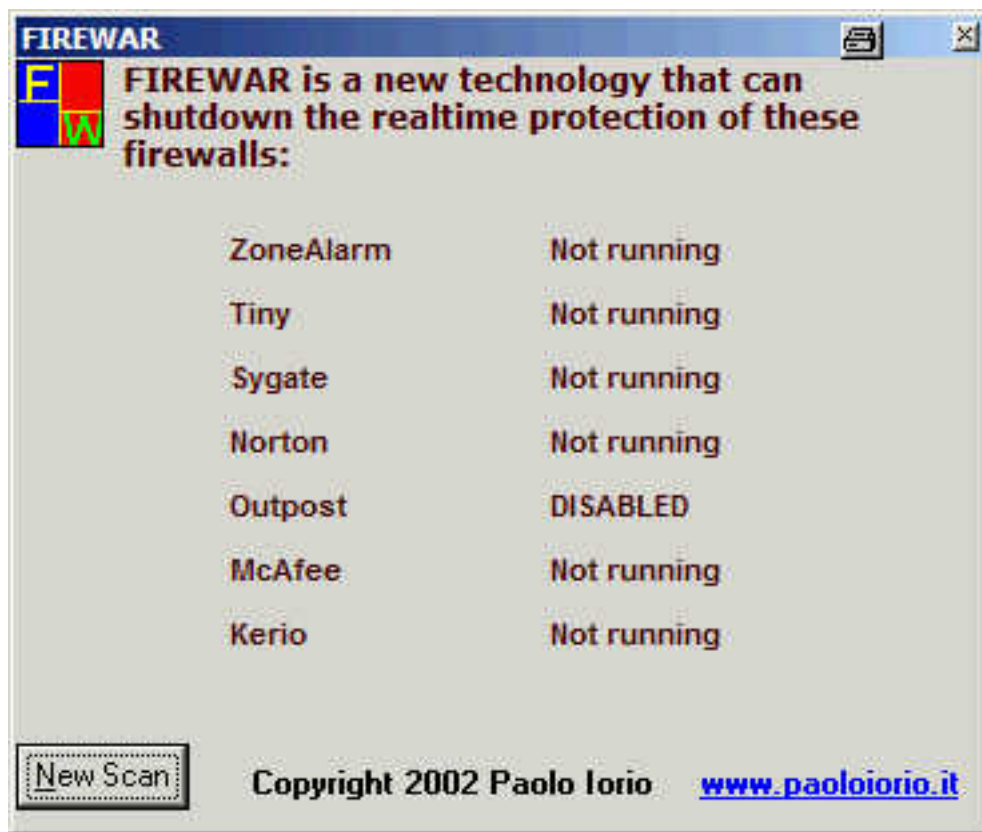 FIREWAR
F
W
FIREWAR is a new technology that can
shutdown the realtime protection of these
firewalls:
ZoneAlarm Not running
Tiny Not running
Sygate Not running
Norton Not running
Outpost DISABLED
McAfee Not running
Kerio Not running
New Scan Copyright 2002 Paolo Iorio www.paoloiorio.it